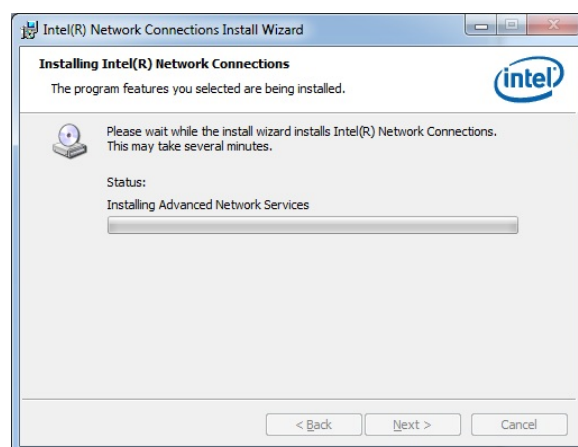 Intel(R) Network Connections Install Wizard
Installing Intel(R) Network Connections
The program features you selected are being installed.
intel
Please wait while the install wizard installs Intel(R) Network Connections.
This may take several minutes.
Status:
Installing Advanced Network Services
< Back
Next >
Cancel